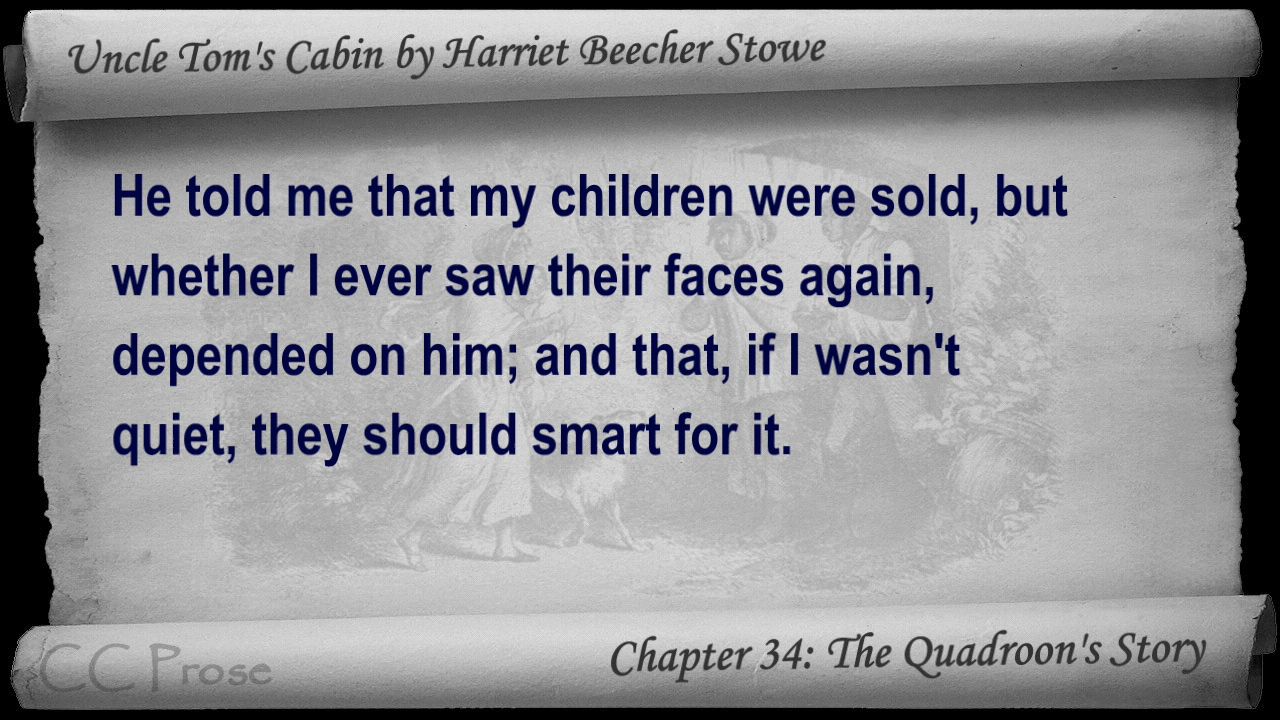 Uncle Tom's Cabin by Harriet Beecher Stowe
He told me that my children were sold, but
whether I ever saw their faces again,
depended on him; and that, if I wasn't
quiet, they should smart for it.
CC Prose
Chapter 34: The Quadroon's Story